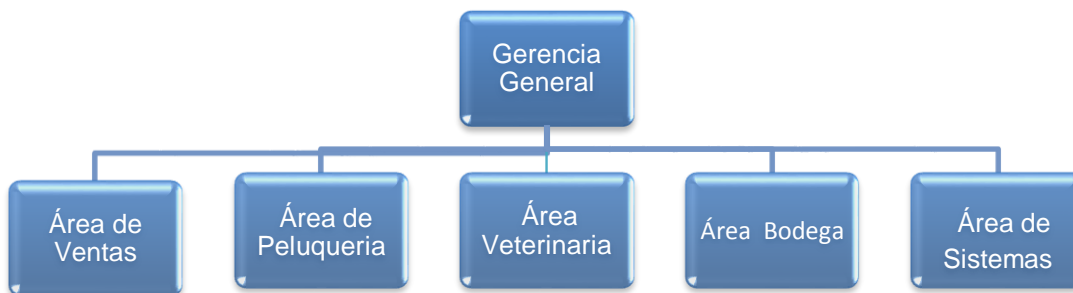 Gerencia
General
Área de
Ventas
Área de
Peluqueria
Área
Veterinaria
Área Bodega
Área de
Sistemas